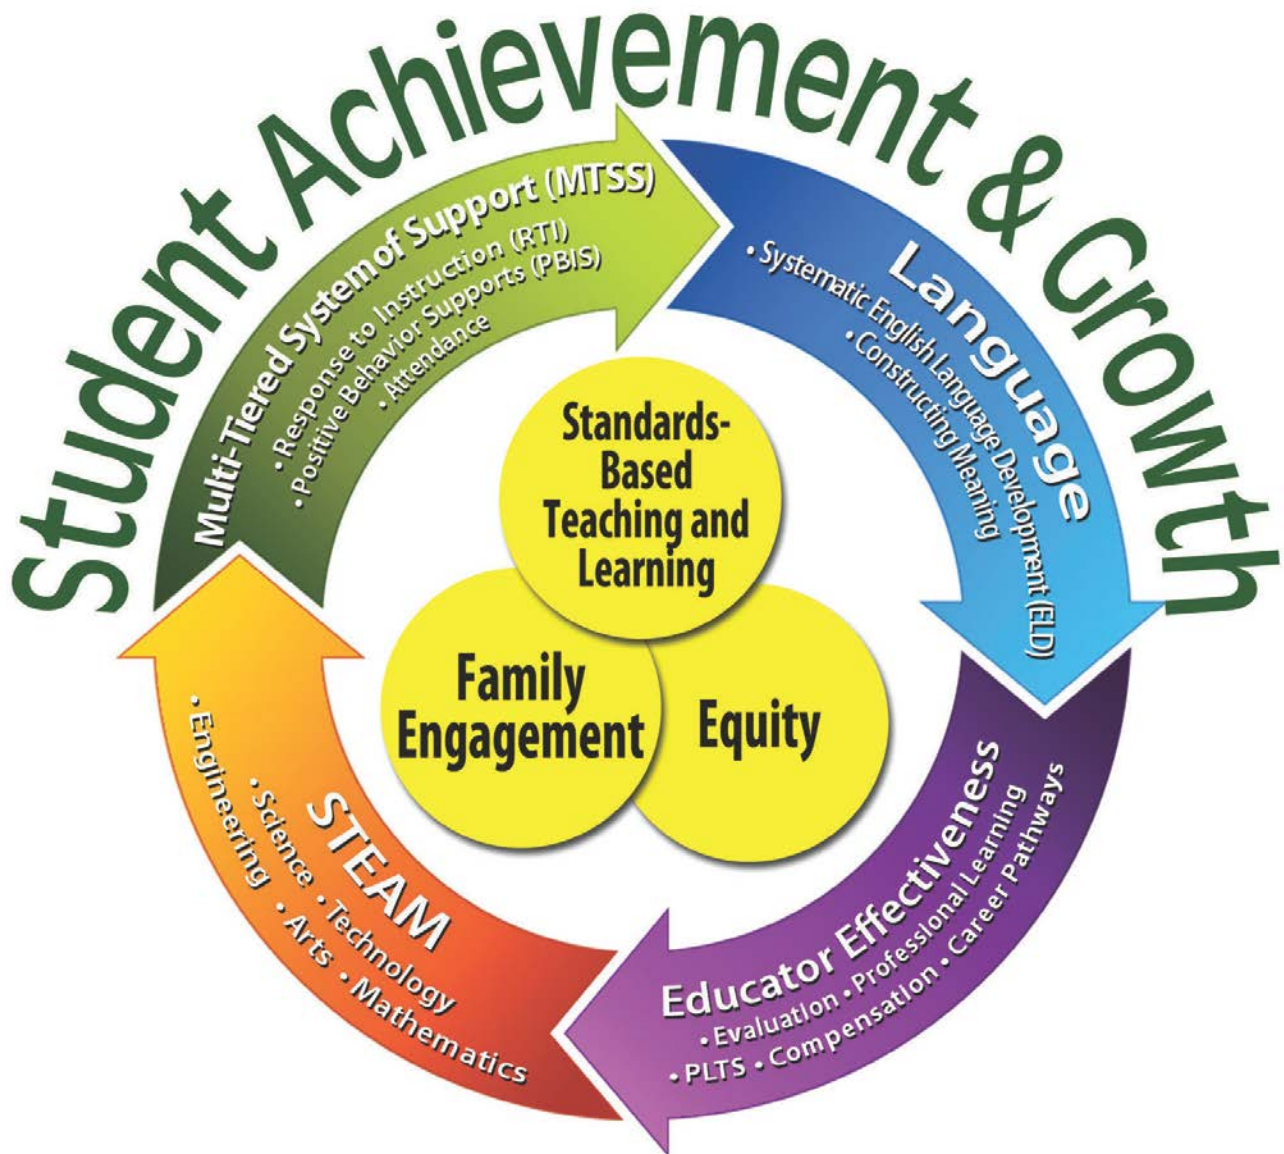 Student Achievement & Growth
Multi-Tiered System of Support (MTSS)
• Response to Instruction (RTI)
• Positive Behavior Supports (PBIS)
• Attendance
Language
• Systematic English Language Development (ELD)
• Constructing Meaning
Educator Effectiveness
• Evaluation • Professional Learning
• PLTS • Compensation • Career Pathways
STEAM
• Science • Technology
• Engineering • Arts • Mathematics
Standards-
Based
Teaching and
Learning
Family
Engagement
Equity